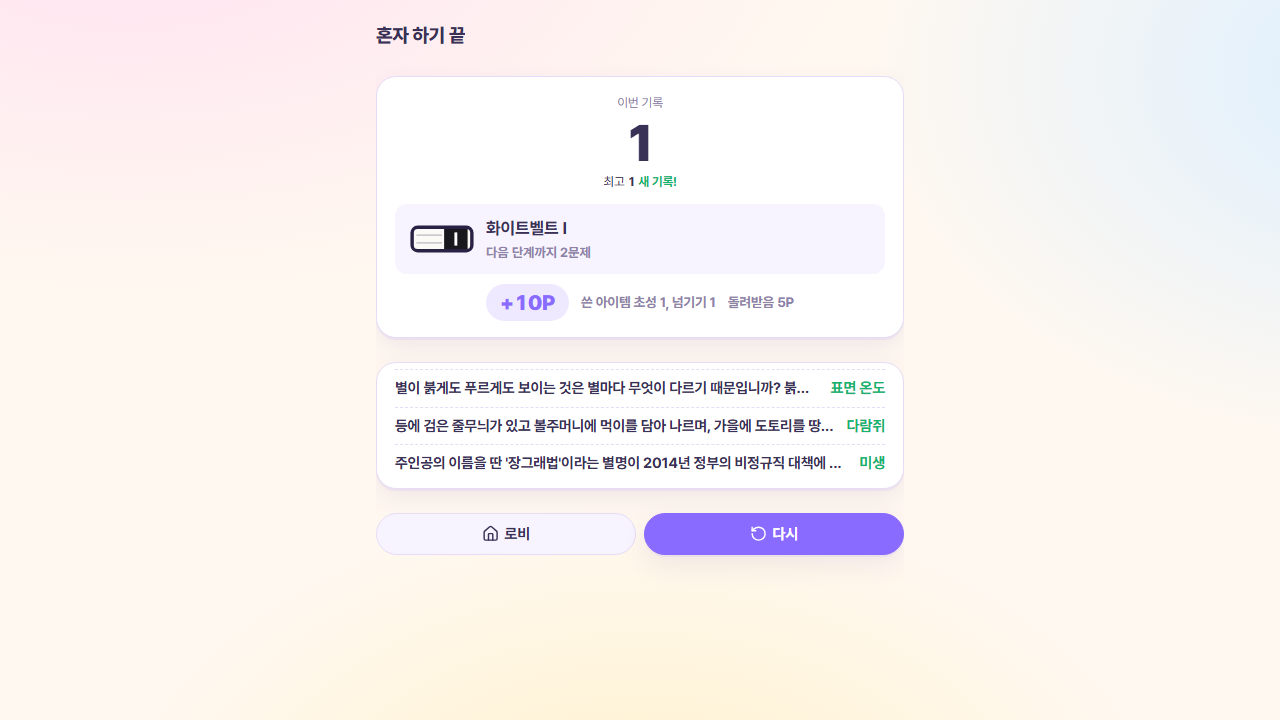 혼자 하기 끝
이번 기록
1
최고 1 새 기록!
화이트벨트 I
다음 단계까지 2문제
+10P 쓴 아이템 초성 1, 넘기기 1 돌려받음 5P
별이 붉게도 푸르게도 보이는 것은 별마다 무엇이 다르기 때문입니까? 붉... 표면 온도
등에 검은 줄무늬가 있고 볼주머니에 먹이를 담아 나르며, 가을에 도토리를 땅... 다람쥐
주인공의 이름을 딴 '장그래법'이라는 별명이 2014년 정부의 비정규직 대책에 ... 미생
로비 다시